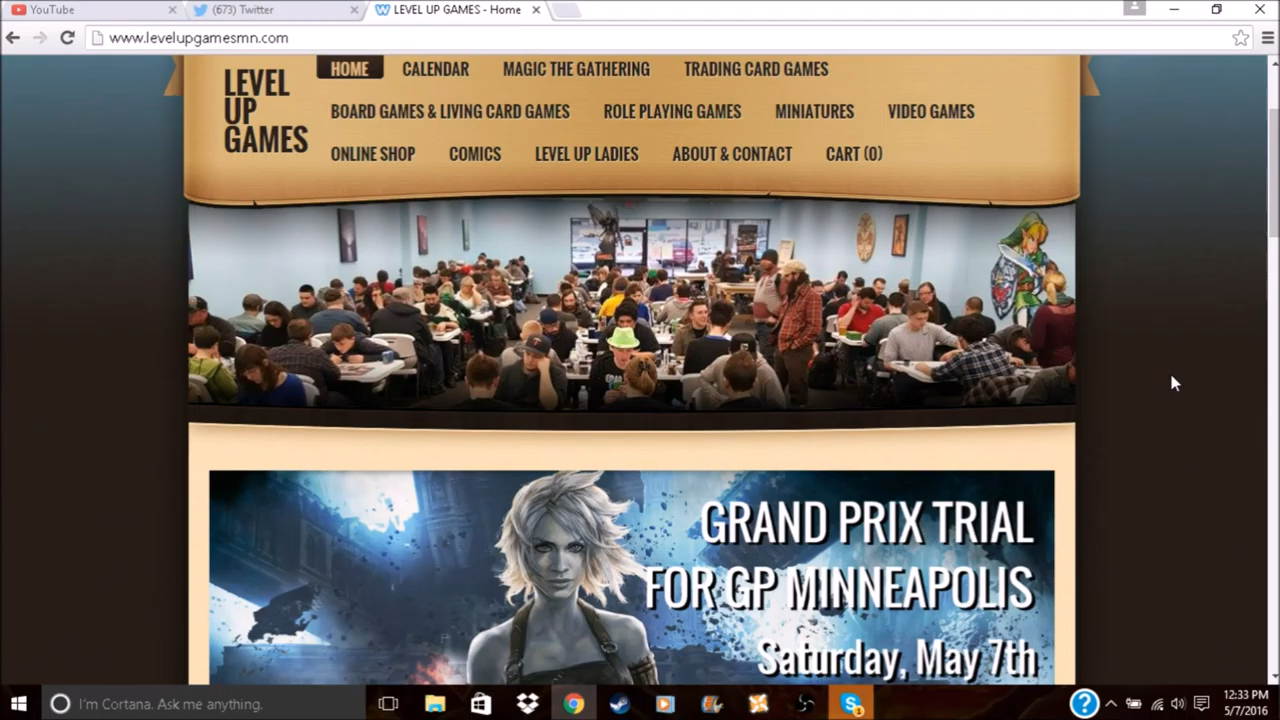 YouTube
(673) Twitter
LEVEL UP GAMES - Home
www.levelupgamesmn.com
LEVEL
UP
GAMES
HOME CALENDAR MAGIC THE GATHERING TRADING CARD GAMES
BOARD GAMES & LIVING CARD GAMES ROLE PLAYING GAMES MINIATURES VIDEO GAMES
ONLINE SHOP COMICS LEVEL UP LADIES ABOUT & CONTACT CART (0)
GRAND PRIX TRIAL
FOR GP MINNEAPOLIS
Saturday, May 7th
I'm Cortana. Ask me anything.
1
12:33 PM
5/7/2016